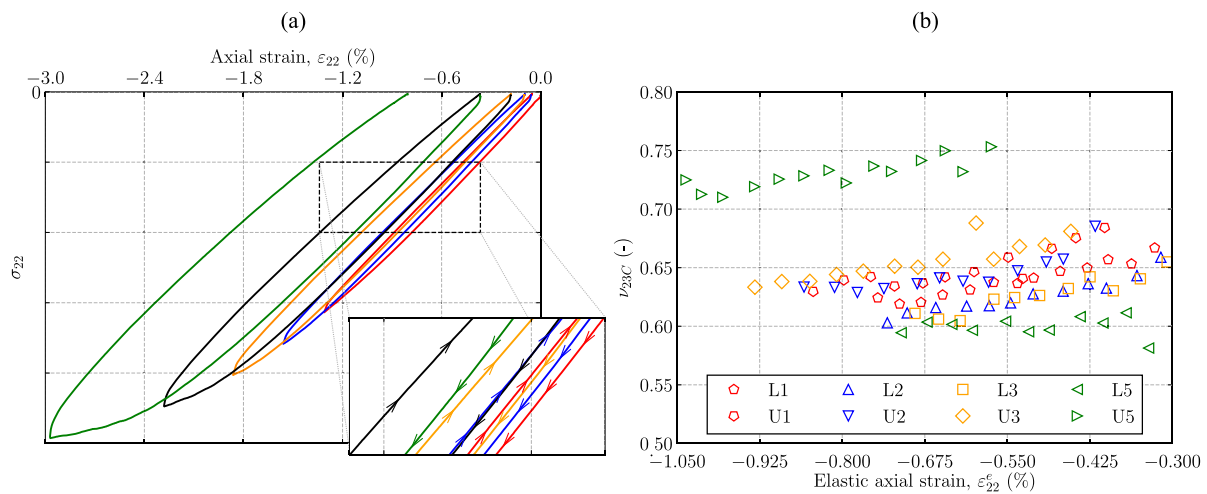 (a)
Axial strain, ε₂₂ (%)
−3.0 −2.4 −1.8 −1.2 −0.6 0.0
0
σ₂₂
(b)
0.80
0.75
0.70
0.65
0.60
0.55
0.50
ν₂₃C (-)
L1 L2 L3 L5
U1 U2 U3 U5
−1.050 −0.925 −0.800 −0.675 −0.550 −0.425 −0.300
Elastic axial strain, εᵉ₂₂ (%)